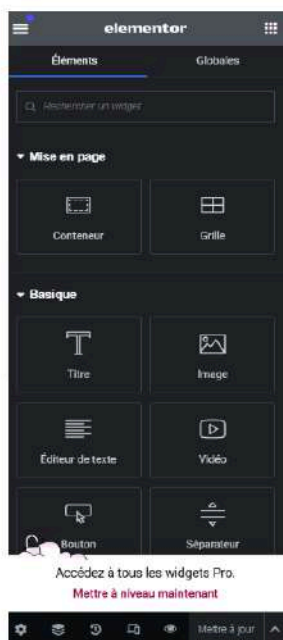 elementor
Éléments Globales
Rechercher un widget
Mise en page
Conteneur Grille
Basique
Titre Image
Éditeur de texte Vidéo
Bouton Séparateur
Accédez à tous les widgets Pro.
Mettre à niveau maintenant
Mettre à jour